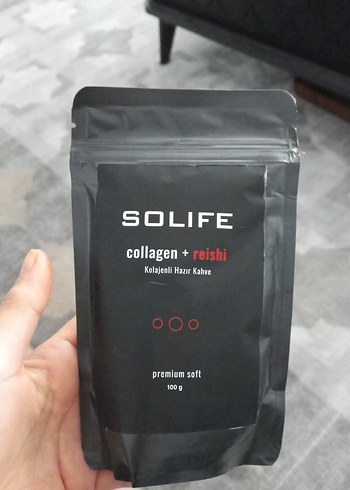 SOLIFE
collagen + reishi
Kolajenli Hazır Kahve
premium soft
100 g